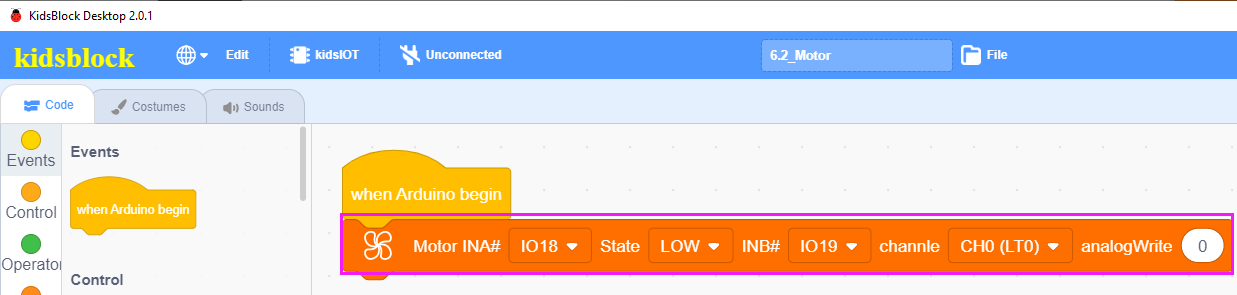 KidsBlock Desktop 2.0.1
kidsblock Edit kidsIOT Unconnected 6.2_Motor File
Code Costumes Sounds
Events
Control
Operator
Events
when Arduino begin
Control
when Arduino begin
Motor INA# IO18 State LOW INB# IO19 channle CH0 (LT0) analogWrite 0